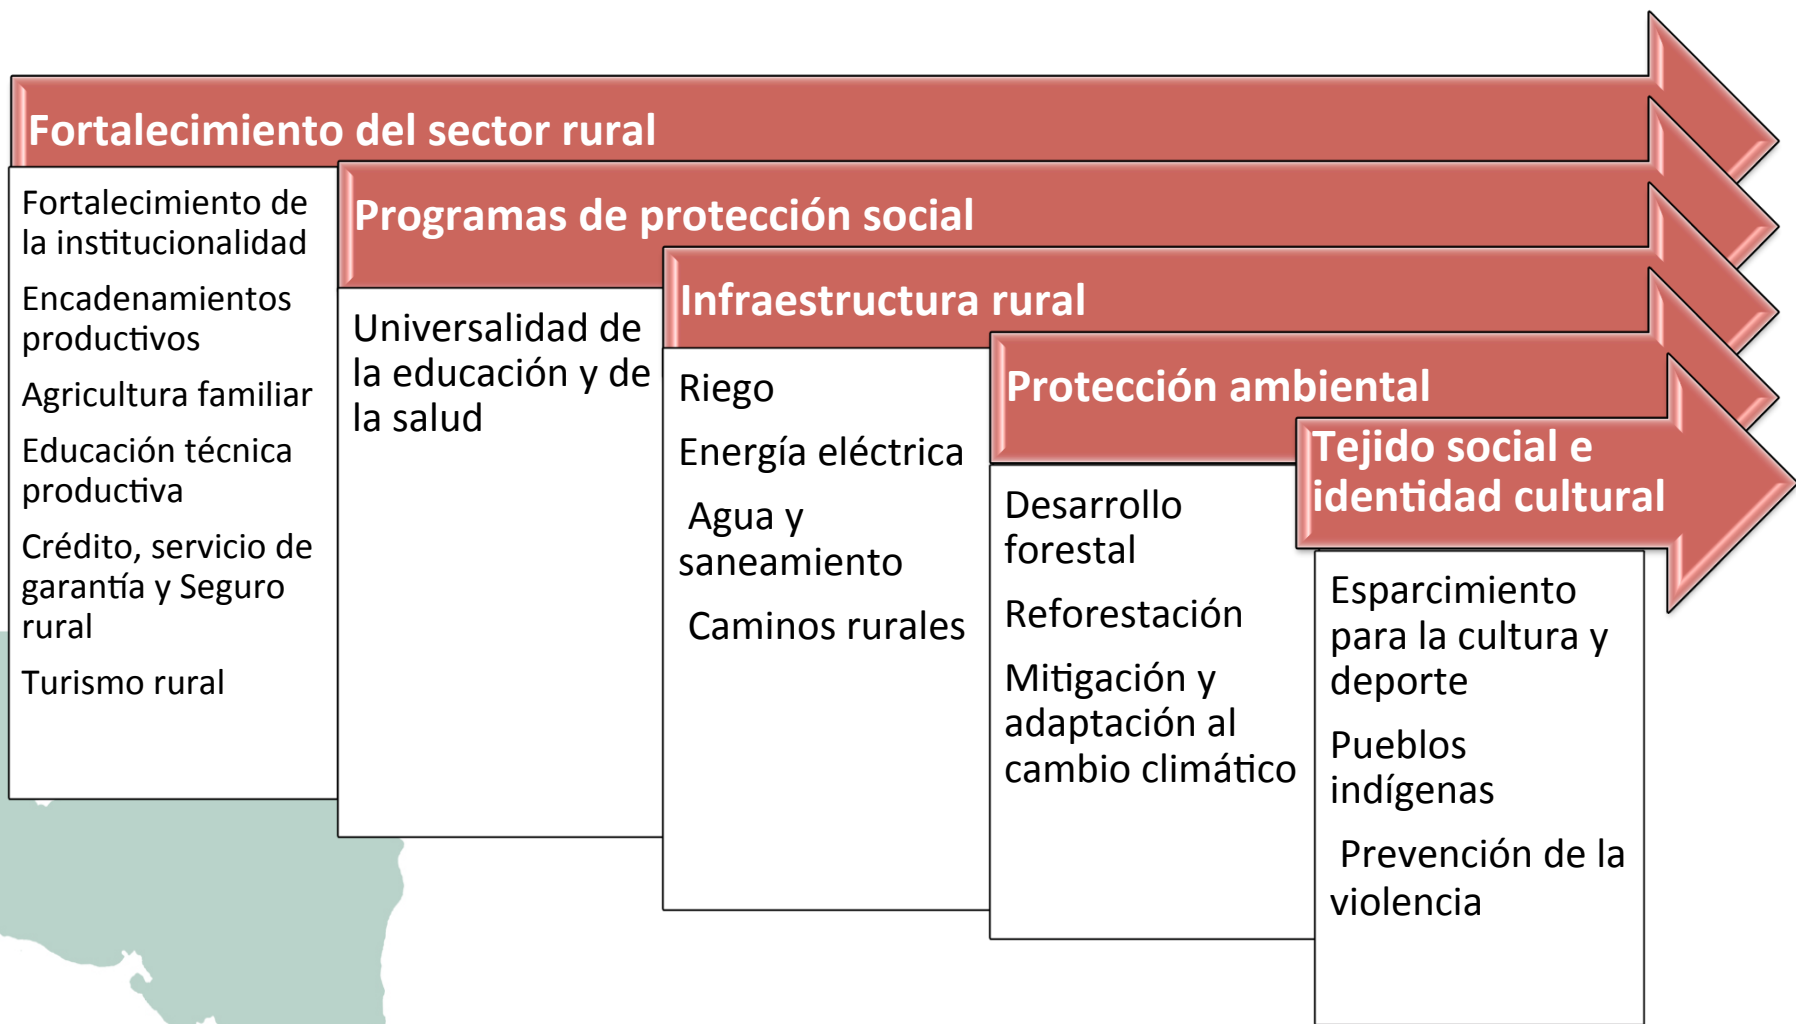 Fortalecimiento del sector rural
Fortalecimiento de
la institucionalidad
Encadenamientos
productivos
Agricultura familiar
Educación técnica
productiva
Crédito, servicio de
garantía y Seguro
rural
Turismo rural
Programas de protección social
Universalidad de
la educación y de
la salud
Infraestructura rural
Riego
Energía eléctrica
Agua y
saneamiento
Caminos rurales
Protección ambiental
Desarrollo
forestal
Reforestación
Mitigación y
adaptación al
cambio climático
Tejido social e
identidad cultural
Esparcimiento
para la cultura y
deporte
Pueblos
indígenas
Prevención de la
violencia